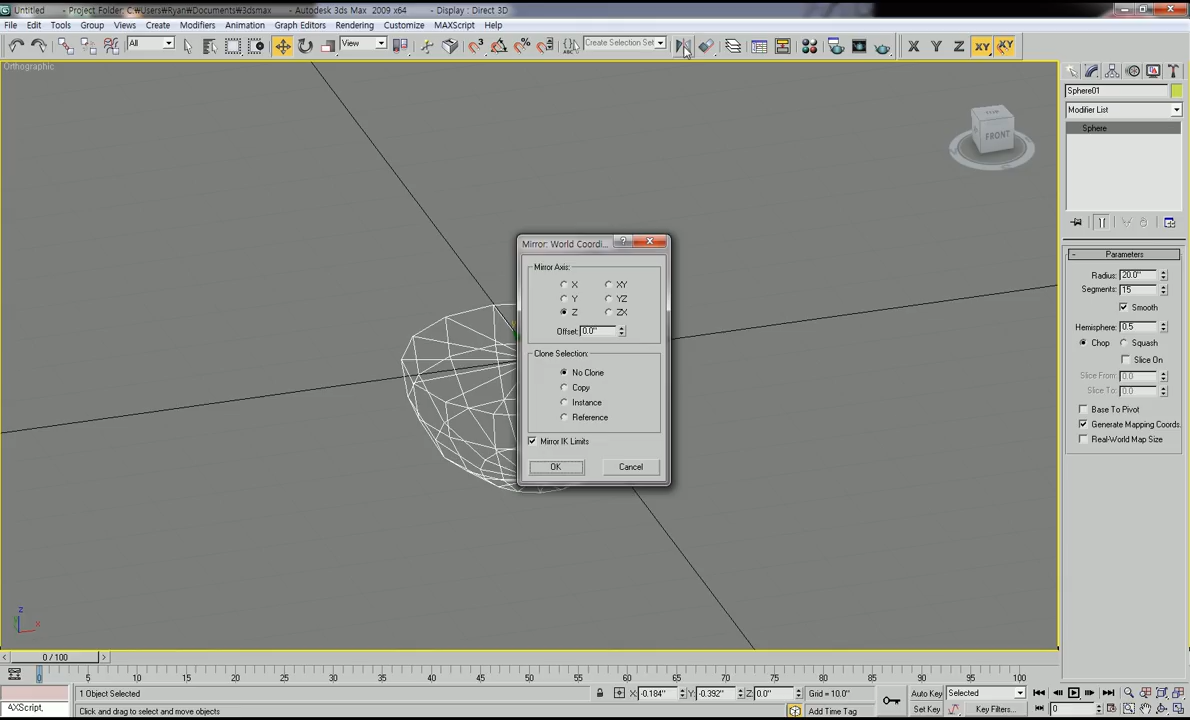 Untitled - Project Folder: C:\Users\Ryan\Documents\3dsmax - Autodesk 3ds Max 2009 x64 - Display : Direct 3D
File Edit Tools Group Views Create Modifiers Animation Graph Editors Rendering Customize MAXScript Help
All View Create Selection Set X Y Z XY XY
Orthographic
Sphere01
Modifier List
Sphere
FRONT
Mirror: World Coordi...
Mirror Axis:
X XY
Y YZ
Z ZX
Offset: 0.0"
Clone Selection:
No Clone
Copy
Instance
Reference
Mirror IK Limits
OK Cancel
Parameters
Radius: 20.0"
Segments: 15
Smooth
Hemisphere: 0.5
Chop Squash
Slice On
Slice From: 0.0
Slice To: 0.0
Base To Pivot
Generate Mapping Coords.
Real-World Map Size
z
x
0 / 100
0 5 10 15 20 25 30 35 40 45 50 55 60 65 70 75 80 85 90 95 100
1 Object Selected X: -0.184" Y: -0.392" Z: 0.0" Grid = 10.0" Auto Key Selected
AXScript. Click and drag to select and move objects Add Time Tag Set Key Key Filters... 0